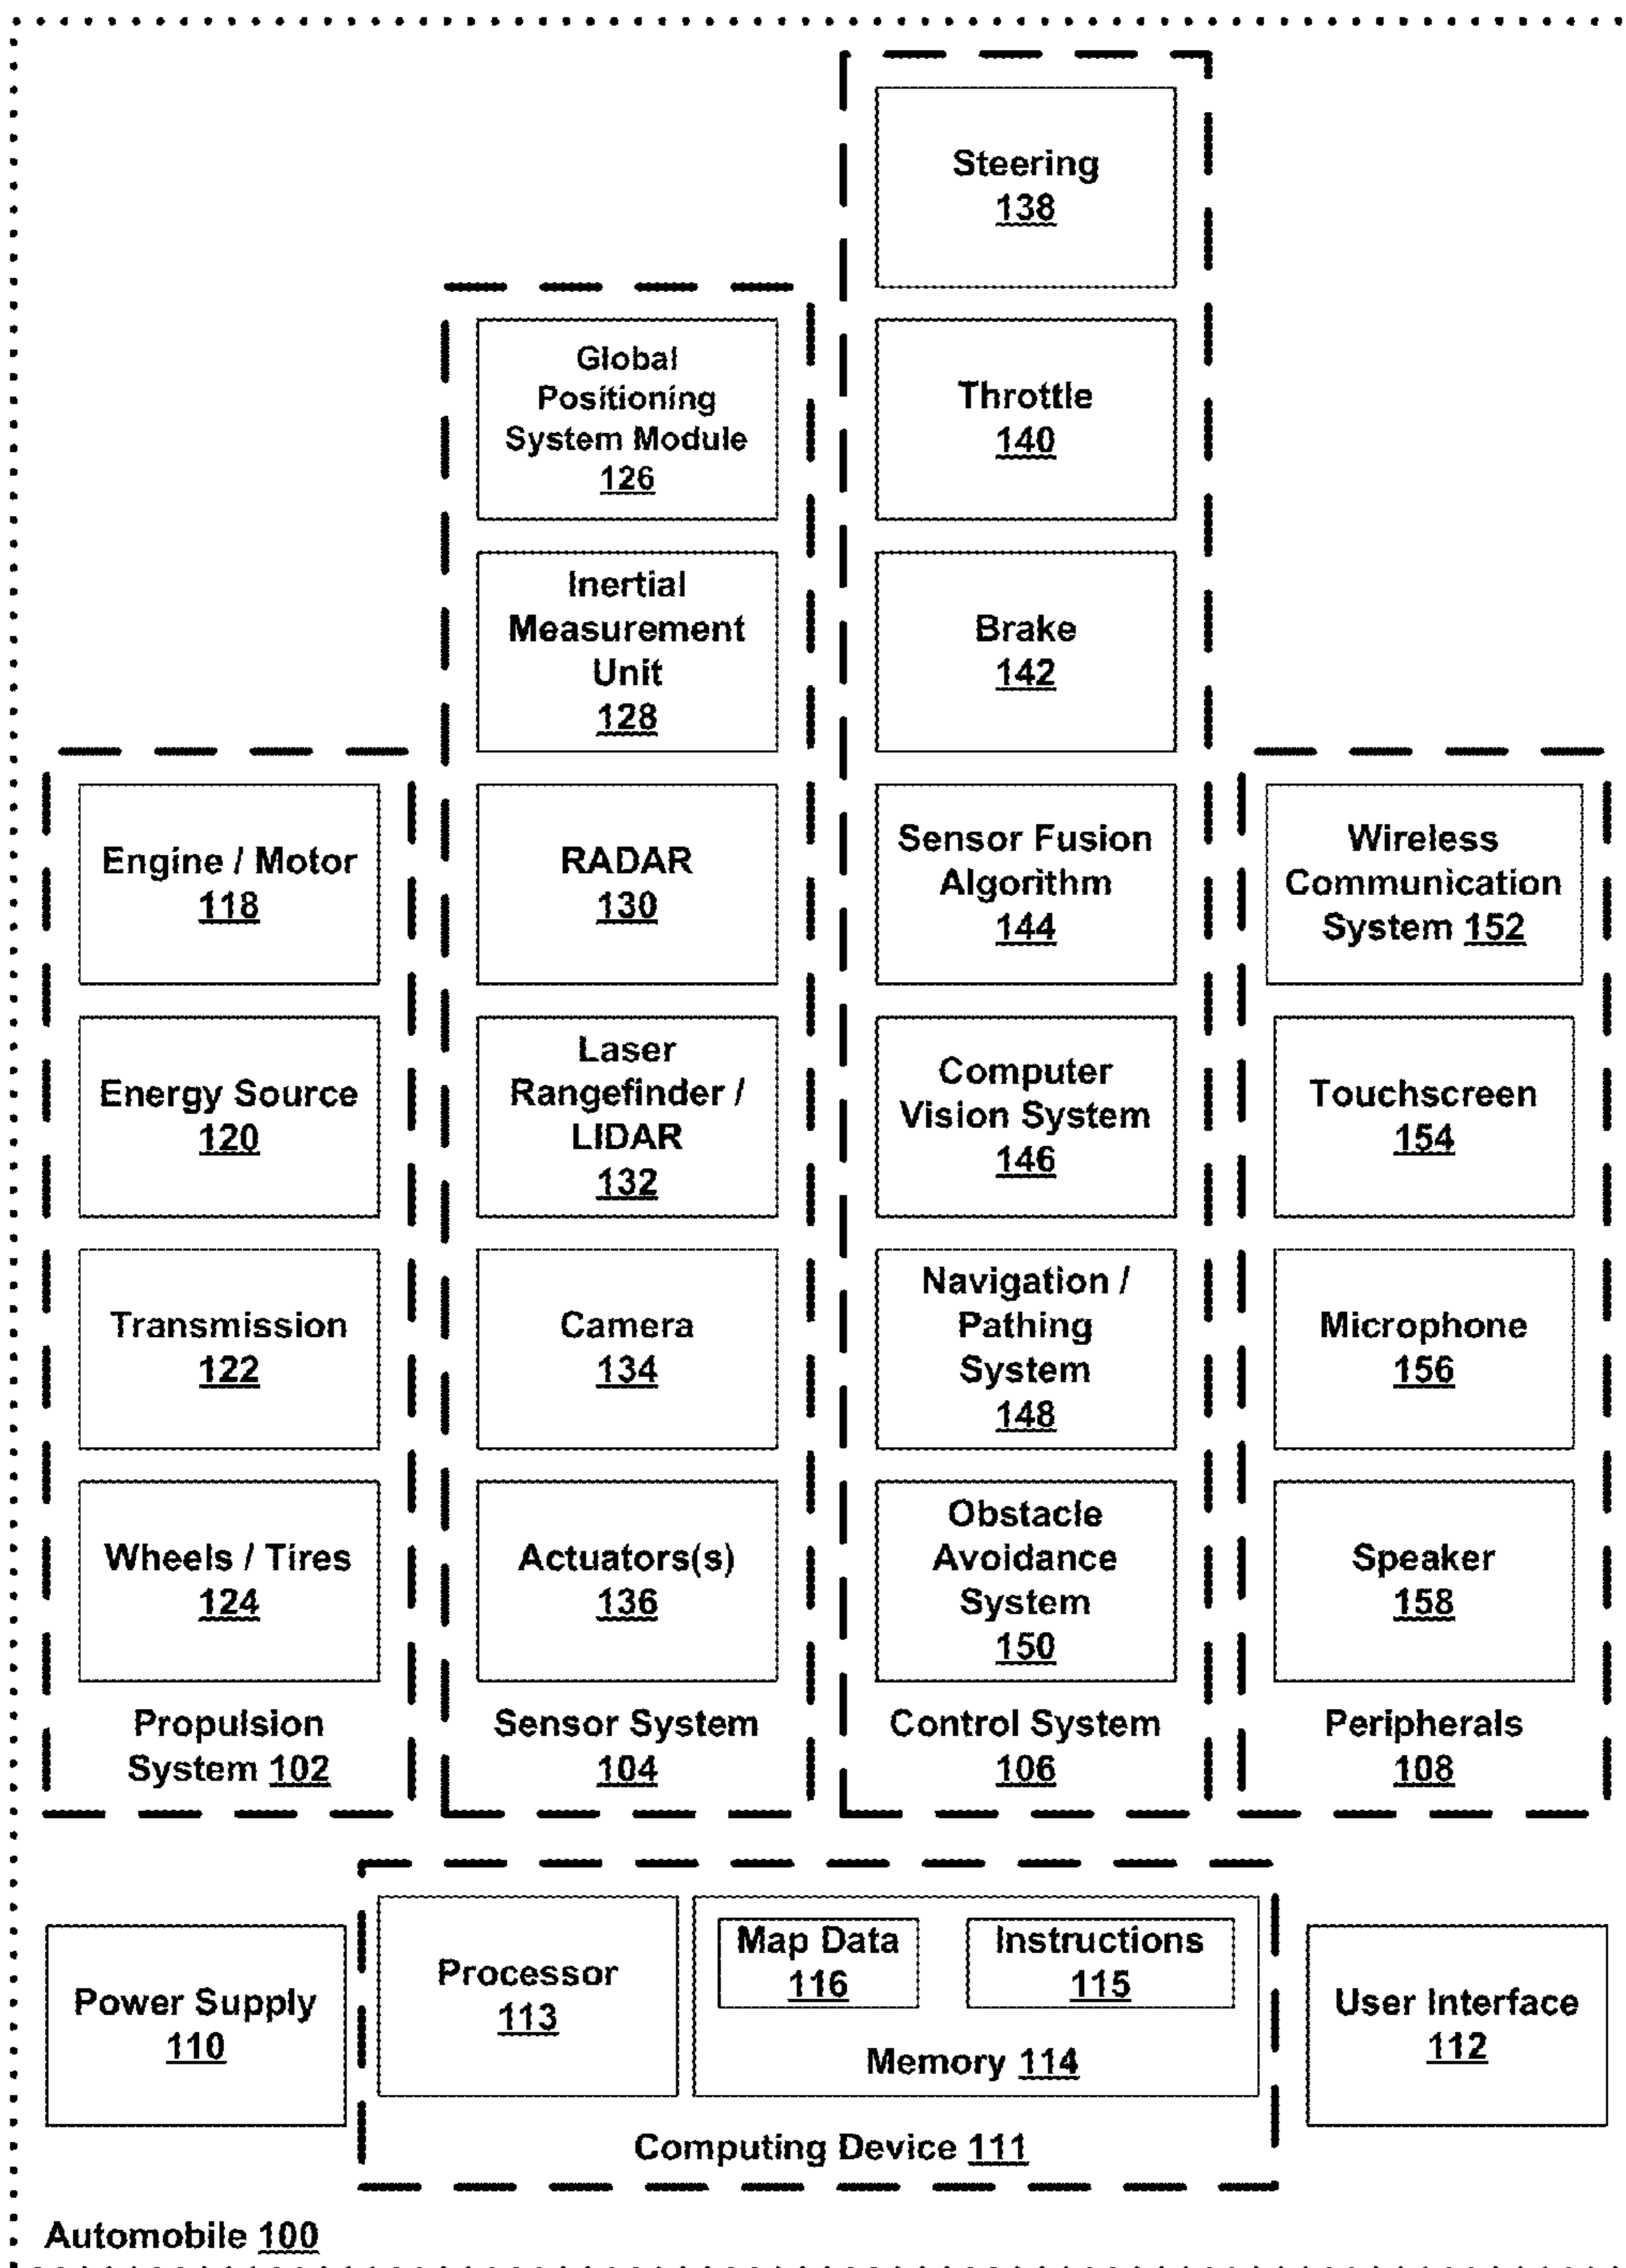 Steering
138
Global
Positioning
System Module
126
Throttle
140
Inertial
Measurement
Unit
128
Brake
142
Engine / Motor
118
RADAR
130
Sensor Fusion
Algorithm
144
Wireless
Communication
System 152
Energy Source
120
Laser
Rangefinder /
LIDAR
132
Computer
Vision System
146
Touchscreen
154
Transmission
122
Camera
134
Navigation /
Pathing
System
148
Microphone
156
Wheels / Tires
124
Actuators(s)
136
Obstacle
Avoidance
System
150
Speaker
158
Propulsion
System 102
Sensor System
104
Control System
106
Peripherals
108
Power Supply
110
Processor
113
Map Data
116
Instructions
115
Memory 114
Computing Device 111
User Interface
112
Automobile 100